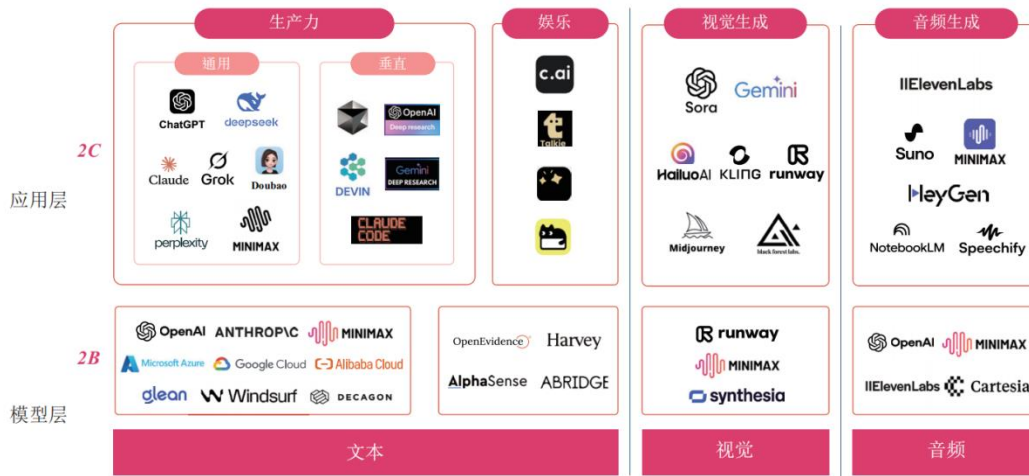 生产力
娱乐
视觉生成
音频生成
通用
垂直
2C
应用层
ChatGPT
deepseek
Claude
Grok
Doubao
perplexity
MINIMAX
OpenAI
Deep research
DEVIN
Gemini
DEEP RESEARCH
CLAUDE
CODE
c.ai
Talkie
Sora
Gemini
Hailuo AI
KLING
runway
Midjourney
black forest labs.
IIElevenLabs
Suno
MINIMAX
HeyGen
NotebookLM
Speechify
2B
模型层
OpenAI ANTHROP\C MINIMAX
Microsoft Azure Google Cloud Alibaba Cloud
glean Windsurf DECAGON
OpenEvidence Harvey
AlphaSense ABRIDGE
runway
MINIMAX
synthesia
OpenAI MINIMAX
IIElevenLabs Cartesia
文本
视觉
音频